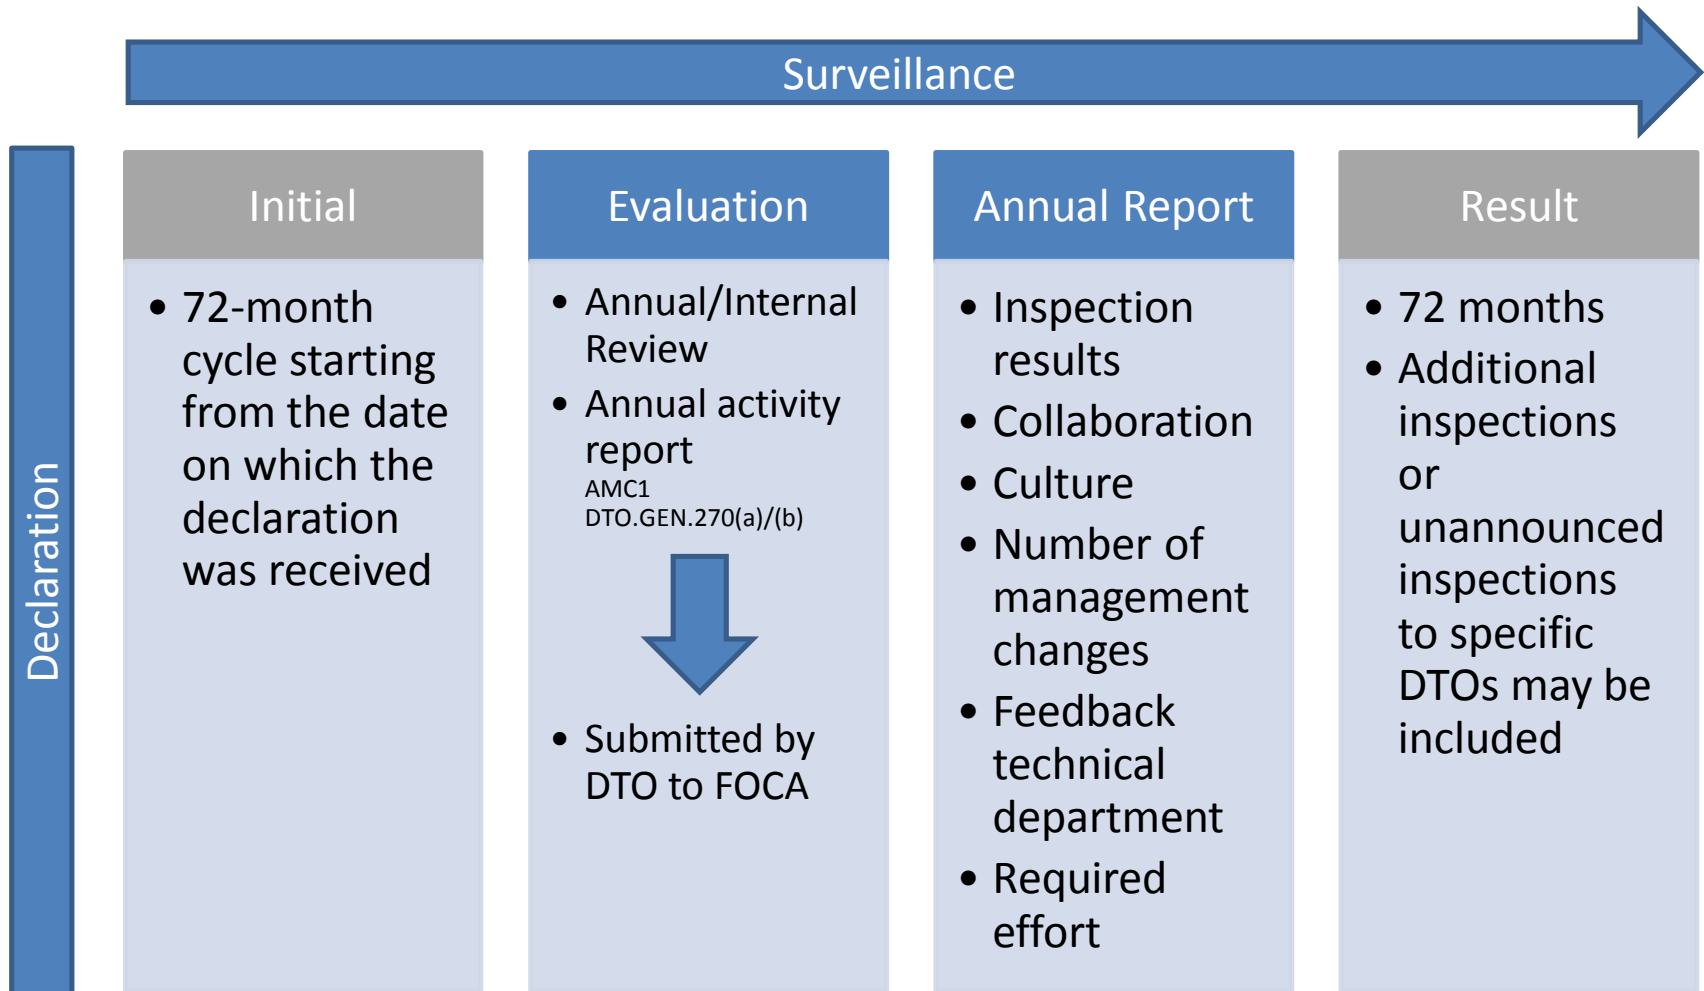 Surveillance
Declaration
Initial
• 72-month
cycle starting
from the date
on which the
declaration
was received
Evaluation
• Annual/Internal
Review
• Annual activity
report
AMC1
DTO.GEN.270(a)/(b)
• Submitted by
DTO to FOCA
Annual Report
• Inspection
results
• Collaboration
• Culture
• Number of
management
changes
• Feedback
technical
department
• Required
effort
Result
• 72 months
• Additional
inspections
or
unannounced
inspections
to specific
DTOs may be
included